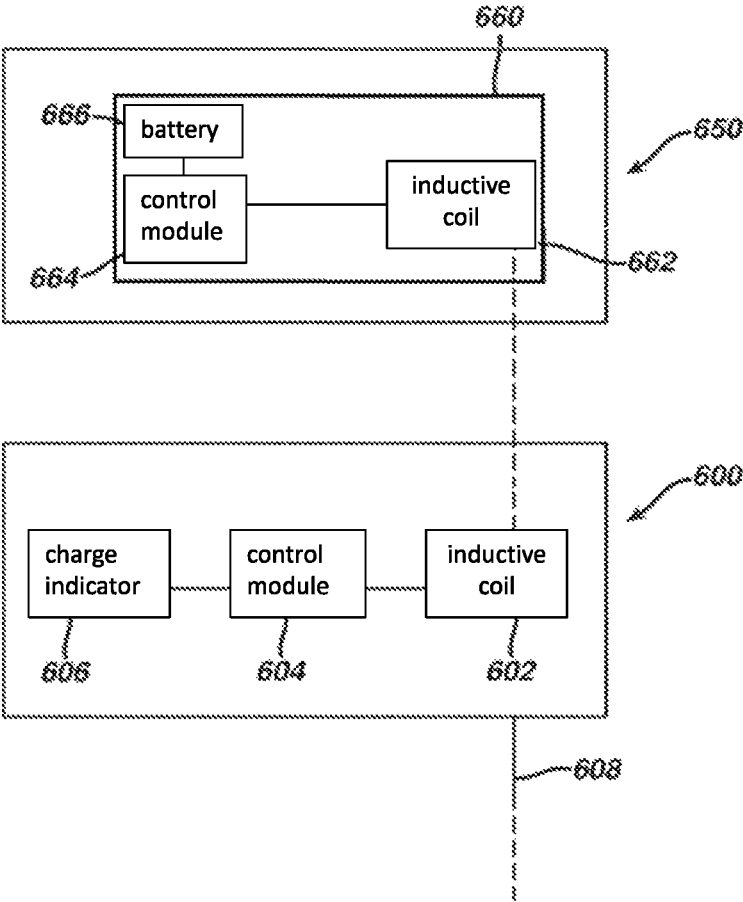 660
666
battery
650
control
module
inductive
coil
664
662
600
charge
indicator
control
module
inductive
coil
606
604
602
608